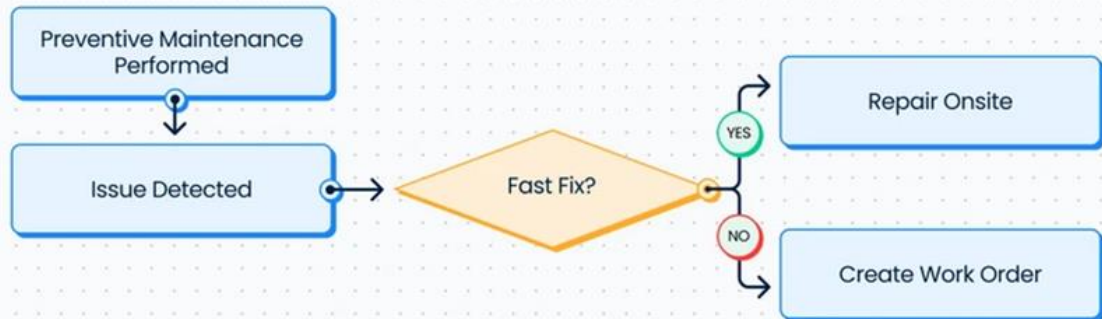 Preventive Maintenance
Performed
Issue Detected
Fast Fix?
YES
Repair Onsite
NO
Create Work Order